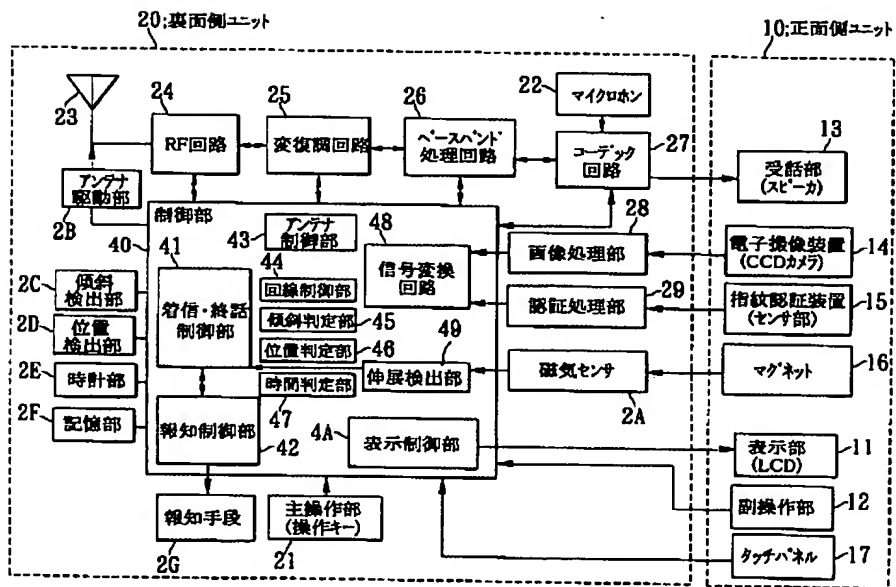 20;裏面側ユニット
10;正面側ユニット
23
24
RF回路
25
変復調回路
26
ベースバンド
処理回路
22
マイクロホン
27
コーデック
回路
13
受話部
(スピーカ)
アンテナ
駆動部
2B
制御部
40
43
アンテナ
制御部
48
信号変換
回路
28
画像処理部
14
電子撮像装置
(CCDカメラ)
41
着信・終話
制御部
44
回線制御部
傾斜判定部
45
位置判定部
46
時間判定部
47
29
認証処理部
15
指紋認証装置
(センサ部)
49
伸展検出部
磁気センサ
2A
マグネット
16
2C
傾斜
検出部
2D
位置
検出部
2E
時計部
2F
記憶部
報知制御部
42
4A
表示制御部
表示部
(LCD)
11
副操作部
12
タッチパネル
17
報知手段
2G
主操作部
(操作キー)
21